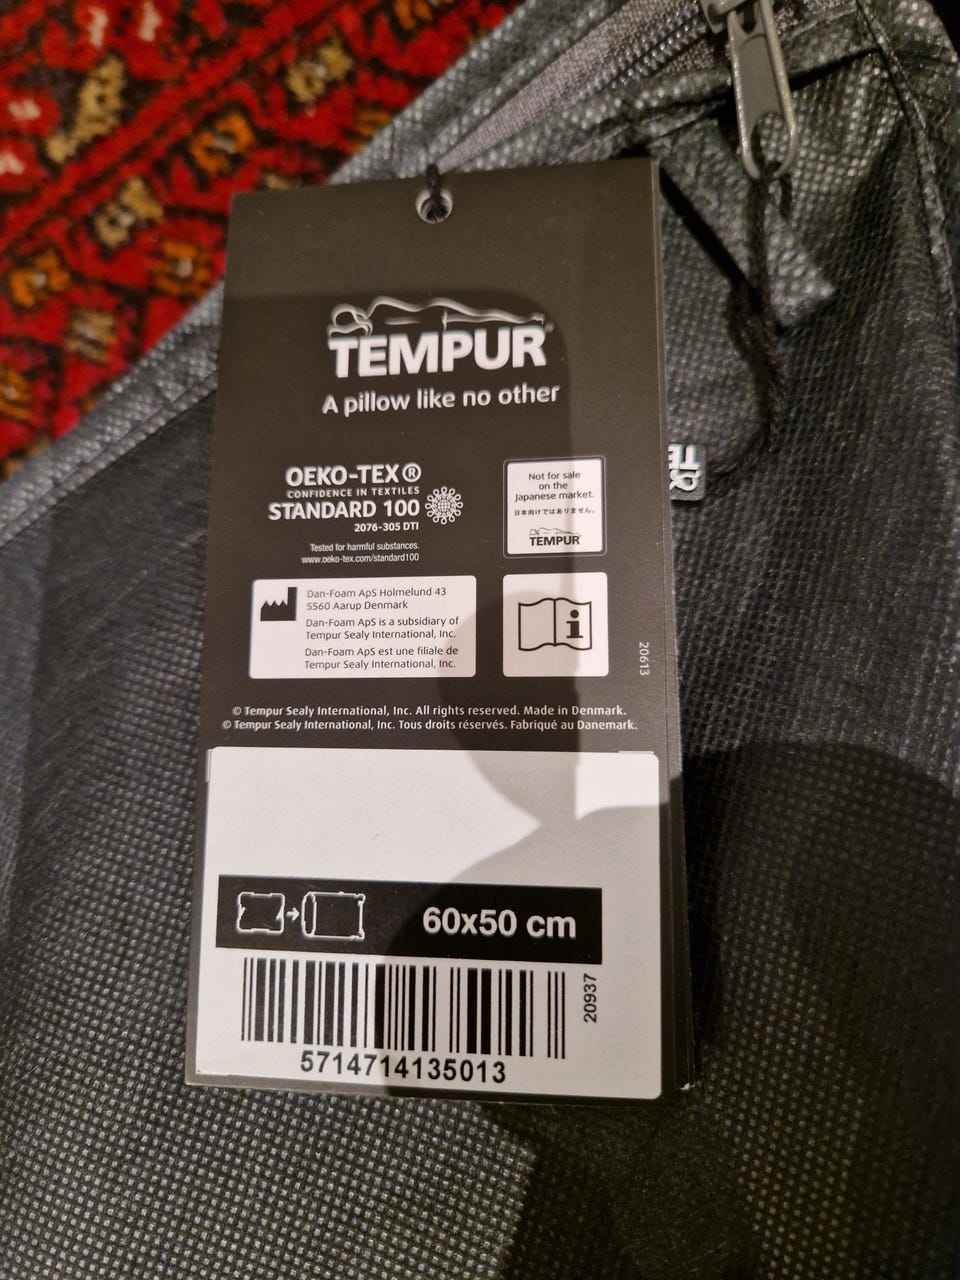 TEMPUR®
A pillow like no other
OEKO-TEX®
CONFIDENCE IN TEXTILES
STANDARD 100
2076-305 DTI
Tested for harmful substances.
www.oeko-tex.com/standard100
Not for sale
on the
Japanese market.
日本向けではありません。
TEMPUR
Dan-Foam ApS Holmelund 43
5560 Aarup Denmark
Dan-Foam ApS is a subsidiary of
Tempur Sealy International, Inc.
Dan-Foam ApS est une filiale de
Tempur Sealy International, Inc.
i
20613
© Tempur Sealy International, Inc. All rights reserved. Made in Denmark.
© Tempur Sealy International, Inc. Tous droits réservés. Fabriqué au Danemark.
60x50 cm
20937
5714714135013